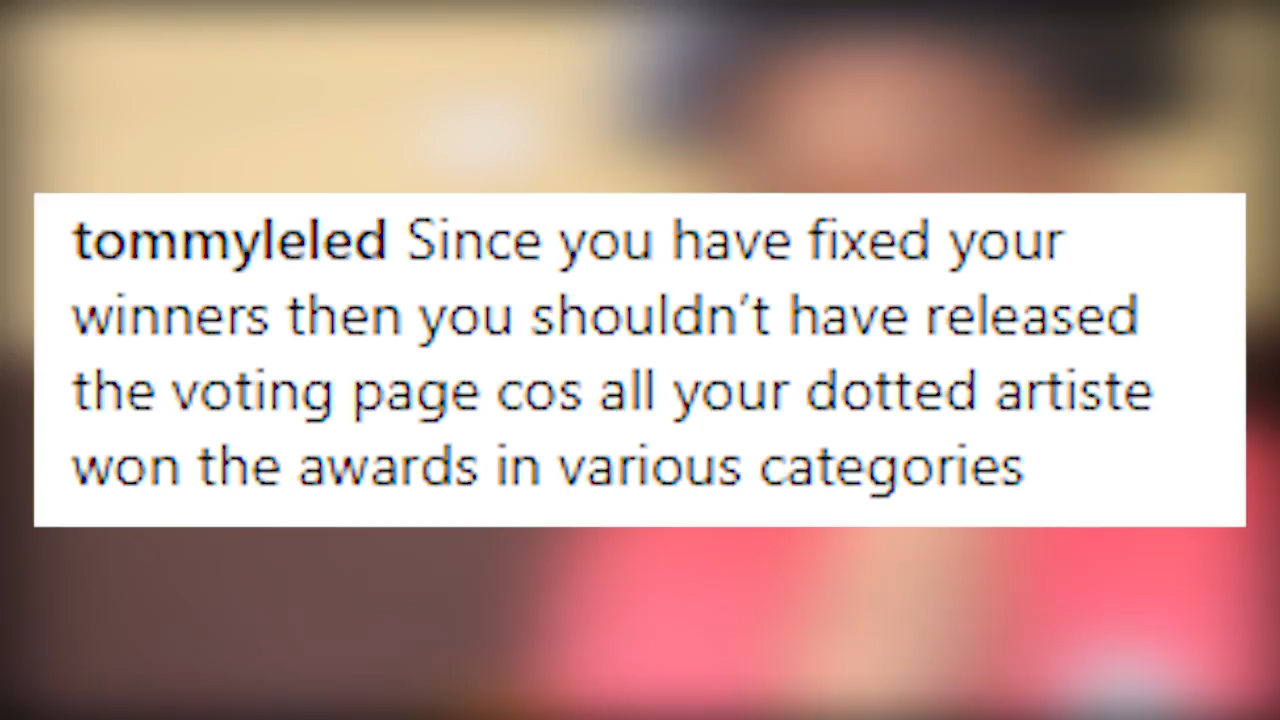 tommyleled Since you have fixed your
winners then you shouldn't have released
the voting page cos all your dotted artiste
won the awards in various categories